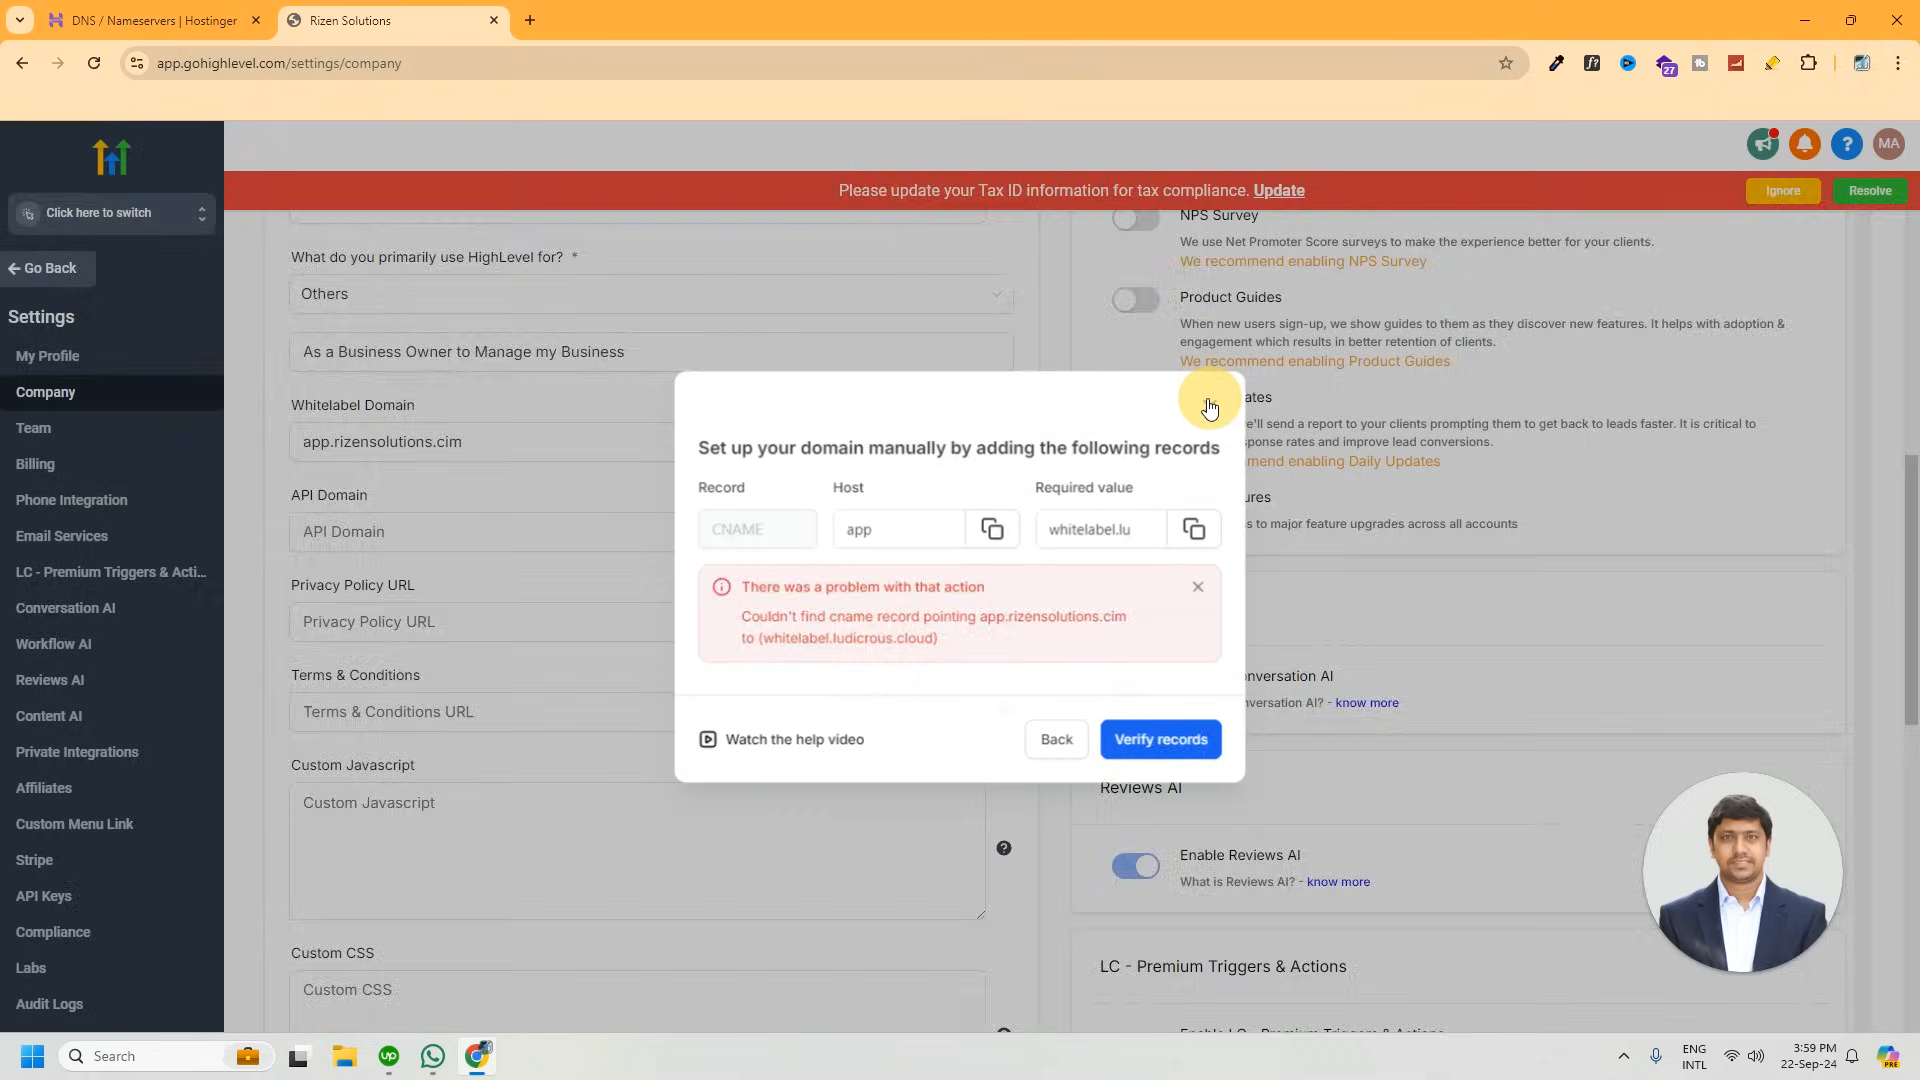 DNS / Nameservers | Hostinger
Rizen Solutions
app.gohighlevel.com/settings/company
f?
27
fb
MA
Click here to switch
Please update your Tax ID information for tax compliance. Update
Ignore
Resolve
Go Back
Settings
My Profile
Company
Team
Billing
Phone Integration
Email Services
LC - Premium Triggers & Acti...
Conversation AI
Workflow AI
Reviews AI
Content AI
Private Integrations
Affiliates
Custom Menu Link
Stripe
API Keys
Compliance
Labs
Audit Logs
What do you primarily use HighLevel for? *
Others
As a Business Owner to Manage my Business
Whitelabel Domain
app.rizensolutions.cim
API Domain
API Domain
Privacy Policy URL
Privacy Policy URL
Terms & Conditions
Terms & Conditions URL
Custom Javascript
Custom Javascript
Custom CSS
Custom CSS
Set up your domain manually by adding the following records
Record
Host
Required value
CNAME
app
whitelabel.lu
There was a problem with that action
Couldn't find cname record pointing app.rizensolutions.cim
to (whitelabel.ludicrous.cloud)
Watch the help video
Back
Verify records
NPS Survey
We use Net Promoter Score surveys to make the experience better for your clients.
We recommend enabling NPS Survey
Product Guides
When new users sign-up, we show guides to them as they discover new features. It helps with adoption &
engagement which results in better retention of clients.
We recommend enabling Product Guides
ates
e'll send a report to your clients prompting them to get back to leads faster. It is critical to
ponse rates and improve lead conversions.
mend enabling Daily Updates
ures
s to major feature upgrades across all accounts
nversation AI
nversation AI? - know more
Reviews AI
Enable Reviews AI
What is Reviews AI? - know more
LC - Premium Triggers & Actions
Enable LC - Premium Triggers & Actions
Search
up
ENG
INTL
3:59 PM
22-Sep-24
PRE